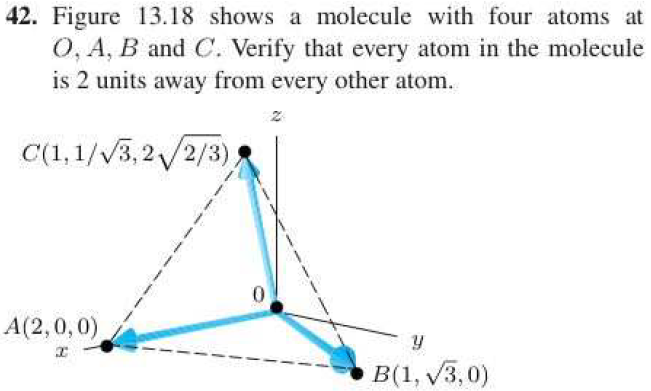 42. Figure 13.18 shows a molecule with four atoms at
O, A, B and C. Verify that every atom in the molecule
is 2 units away from every other atom.
z
C(1, 1/√3, 2√2/3)
0
A(2, 0, 0)
x
y
B(1, √3, 0)